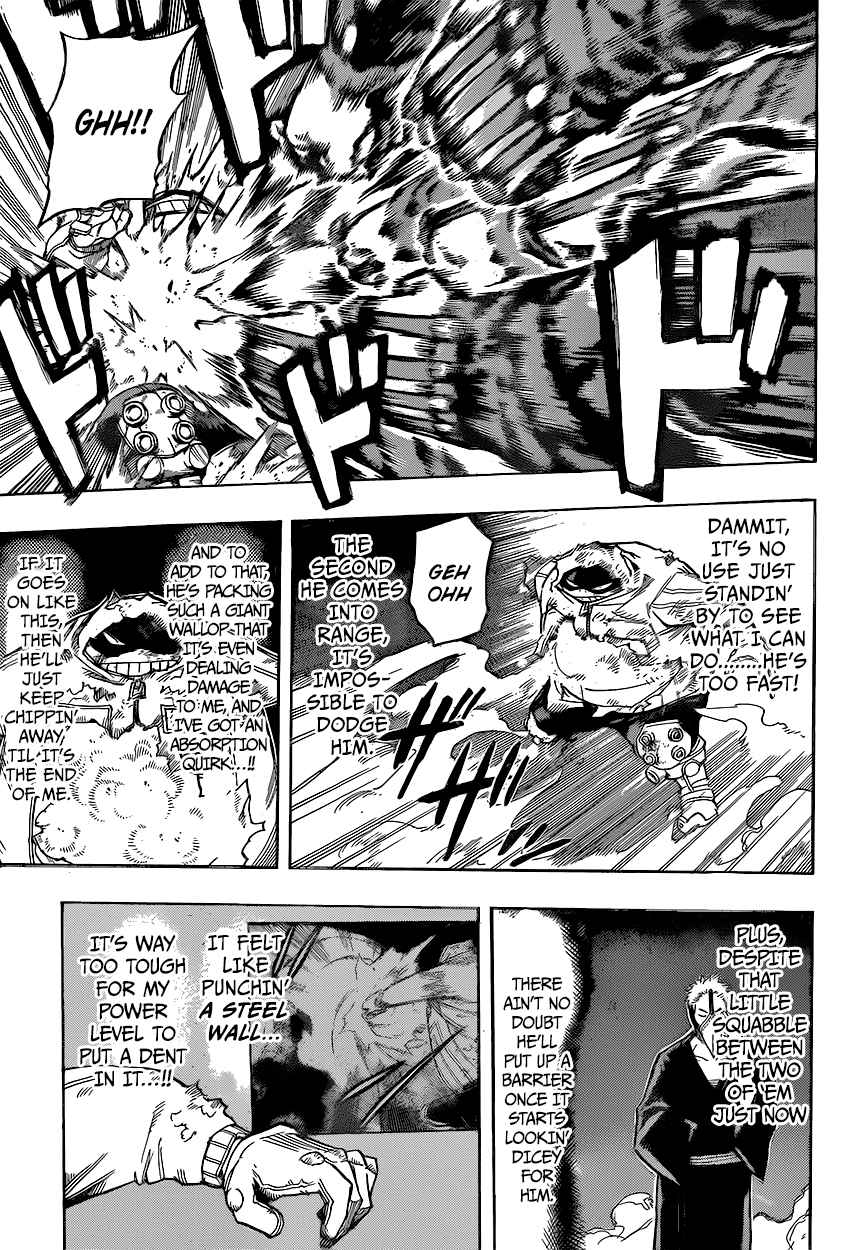 ド
GHH!!
ド
ド
ド
ド
DAMMIT,
IT'S NO
USE JUST
STANDIN'
BY TO SEE
WHAT I CAN
DO........HE'S
TOO FAST!
GEH
OHH
THE
SECOND
HE COMES
INTO
RANGE,
IT'S
IMPOS-
SIBLE TO
DODGE
HIM.
AND TO
ADD TO THAT,
HE'S PACKING
SUCH A GIANT
WALLOP THAT
IT'S EVEN
DEALING
DAMAGE
TO ME, AND
I'VE GOT AN
ABSORPTION
QUIRK...!!
IF IT
GOES
ON LIKE
THIS,
THEN
HE'LL
JUST
KEEP
CHIPPIN'
AWAY,
'TIL IT'S
THE END
OF ME.
PLUS,
DESPITE
THAT
LITTLE
SQUABBLE
BETWEEN
THE TWO
OF 'EM
JUST NOW
THERE
AIN'T NO
DOUBT
HE'LL
PUT UP A
BARRIER
ONCE IT
STARTS
LOOKIN'
DICEY
FOR
HIM.
IT FELT
LIKE
PUNCHIN'
A STEEL
WALL...
IT'S WAY
TOO TOUGH
FOR MY
POWER
LEVEL TO
PUT A DENT
IN IT...!!